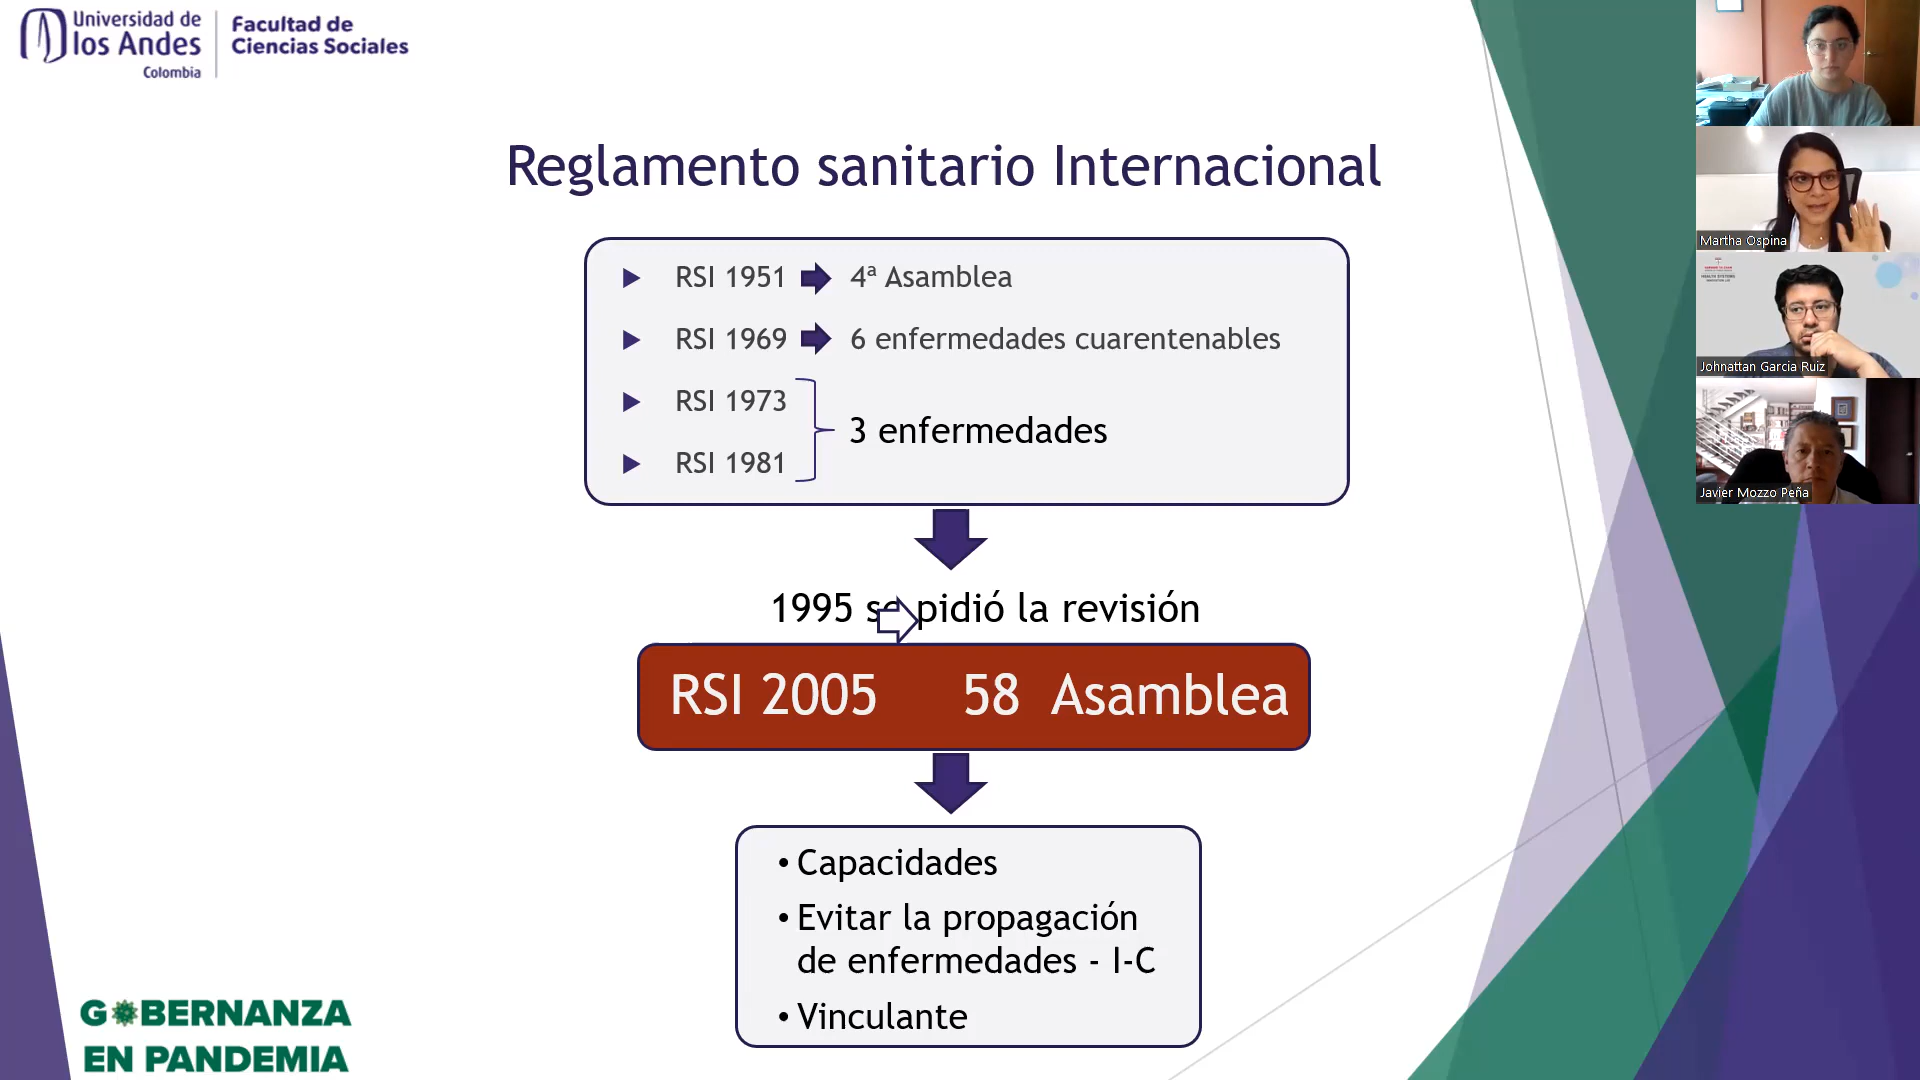 Universidad de
los Andes
Colombia
Facultad de
Ciencias Sociales
Reglamento sanitario Internacional
RSI 1951 4ª Asamblea
RSI 1969 6 enfermedades cuarentenables
RSI 1973
3 enfermedades
RSI 1981
1995 se pidió la revisión
RSI 2005 58 Asamblea
• Capacidades
• Evitar la propagación
de enfermedades - I-C
• Vinculante
GOBERNANZA
EN PANDEMIA
Martha Ospina
Johnattan Garcia Ruiz
Javier Mozzo Peña